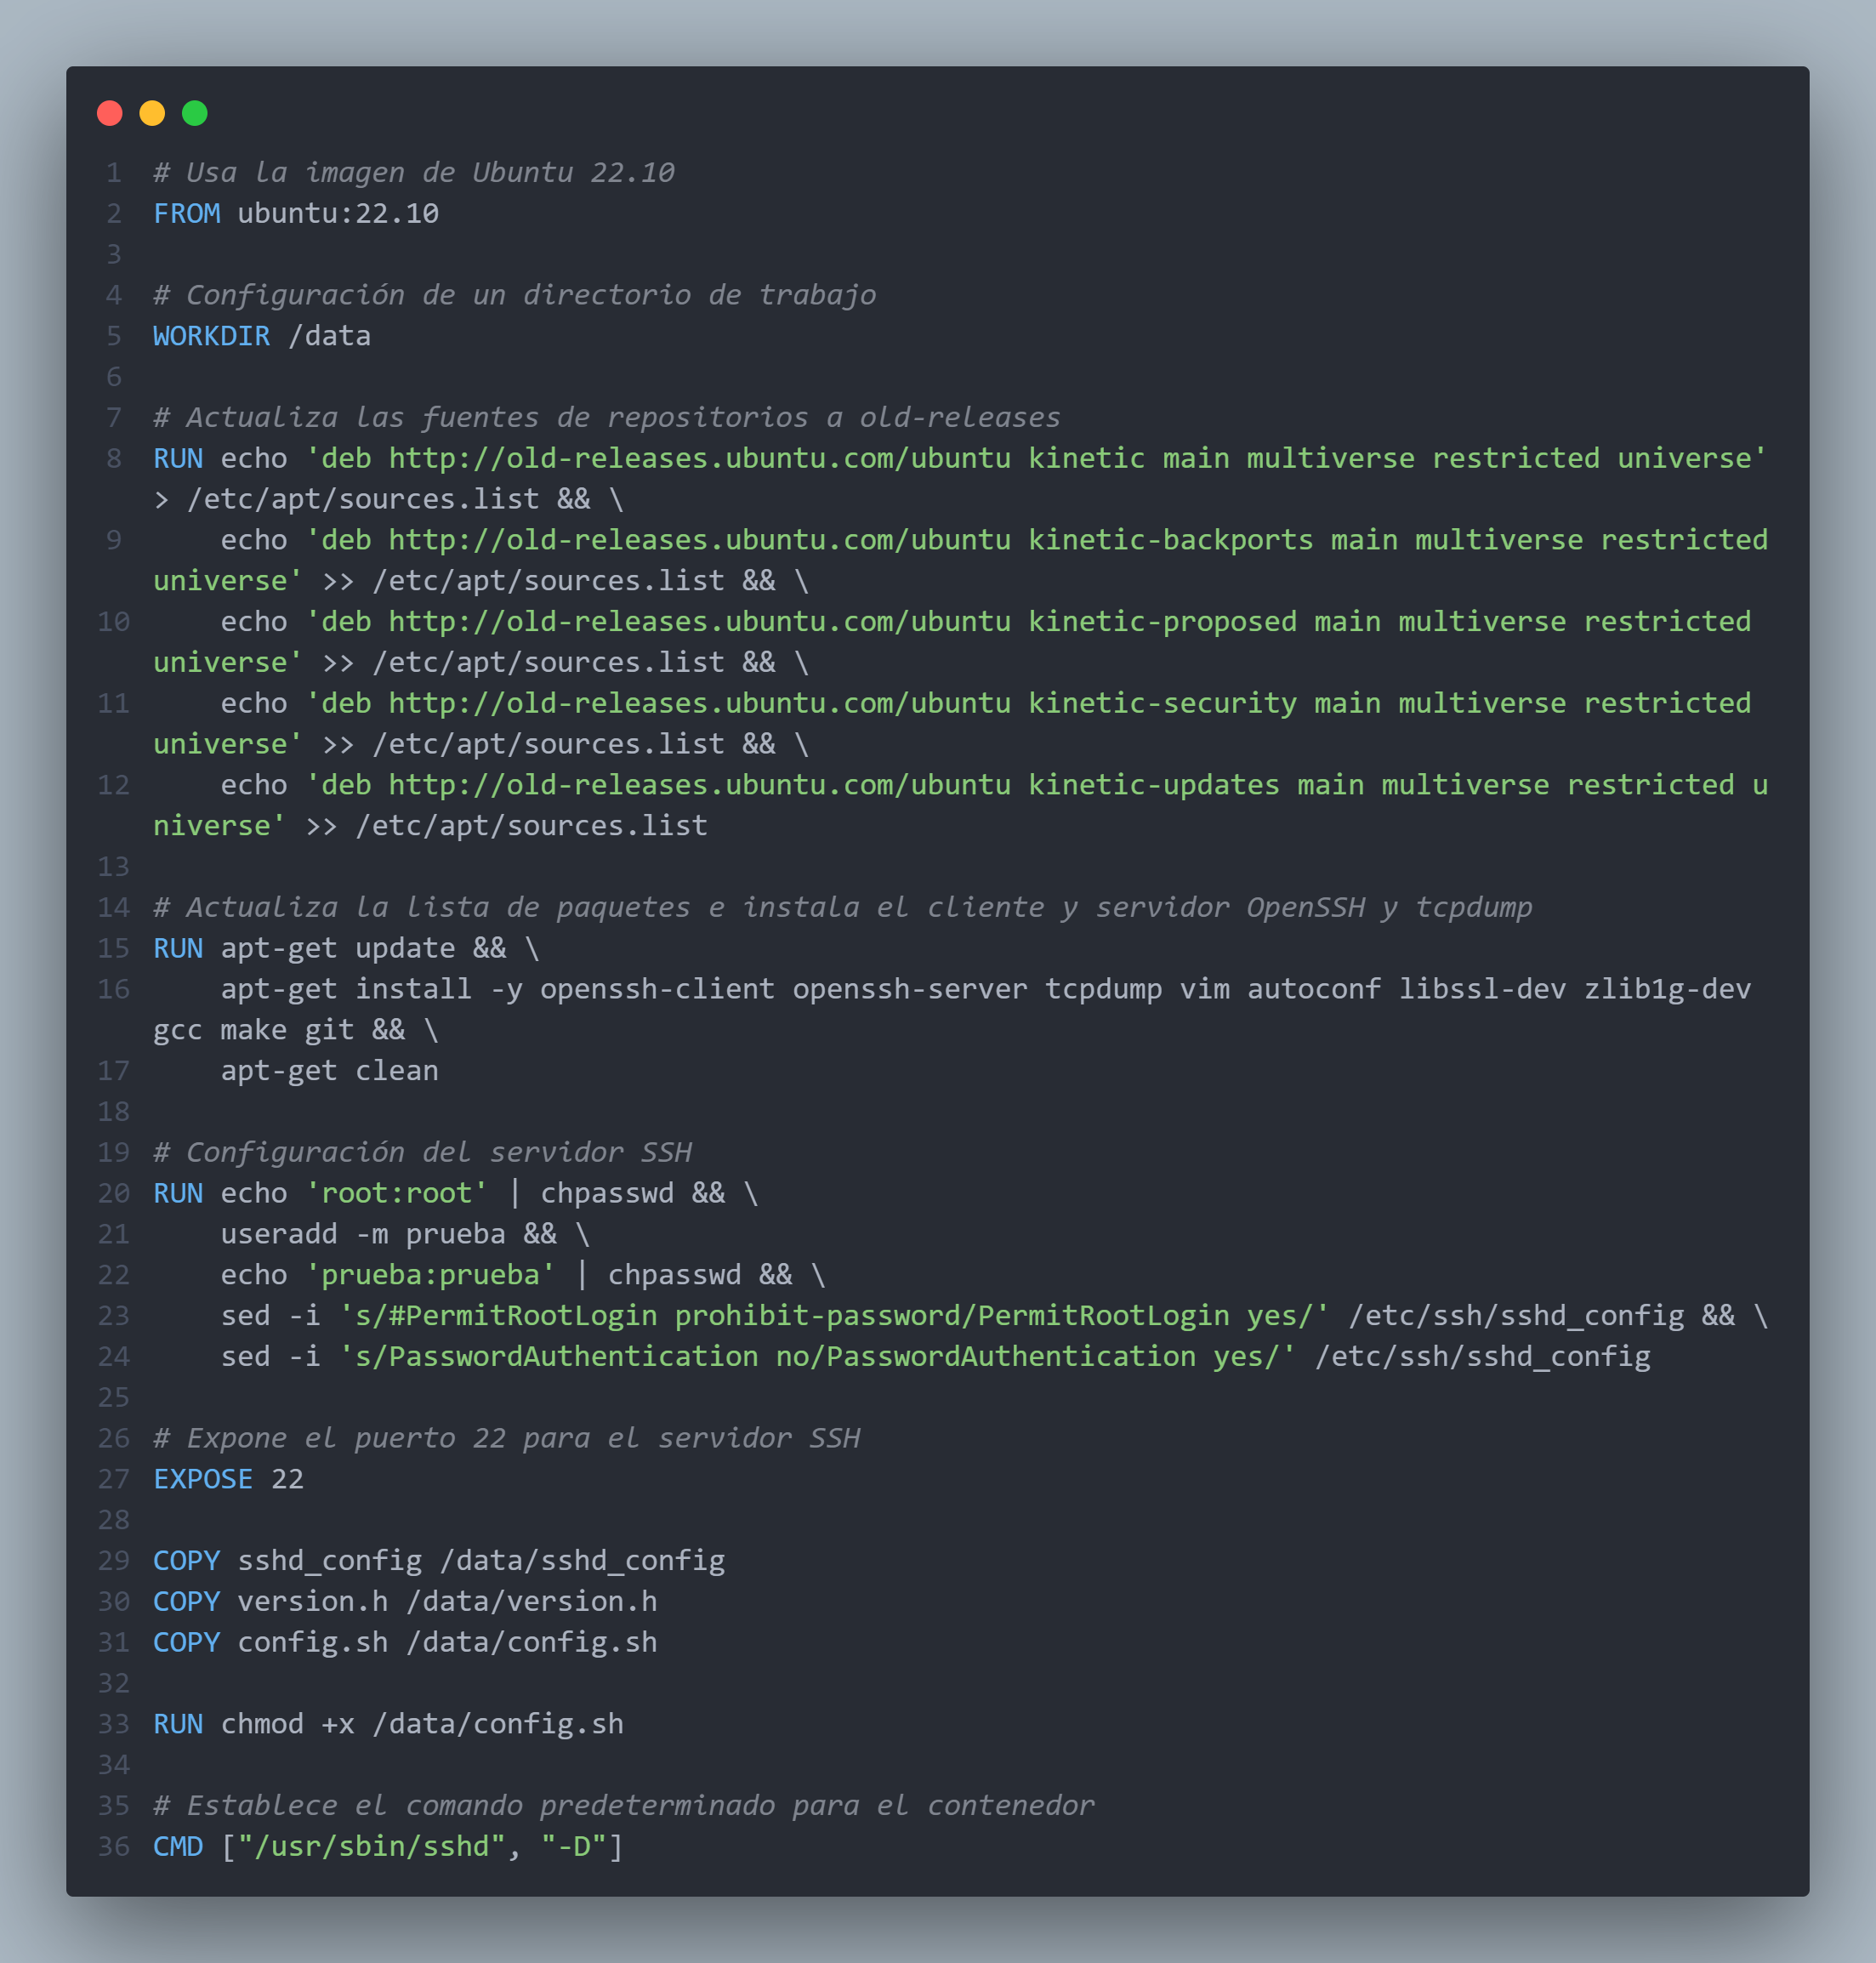 1 # Usa la imagen de Ubuntu 22.10
2 FROM ubuntu:22.10
3
4 # Configuración de un directorio de trabajo
5 WORKDIR /data
6
7 # Actualiza las fuentes de repositorios a old-releases
8 RUN echo 'deb http://old-releases.ubuntu.com/ubuntu kinetic main multiverse restricted universe'
> /etc/apt/sources.list && \
9     echo 'deb http://old-releases.ubuntu.com/ubuntu kinetic-backports main multiverse restricted
universe' >> /etc/apt/sources.list && \
10     echo 'deb http://old-releases.ubuntu.com/ubuntu kinetic-proposed main multiverse restricted
universe' >> /etc/apt/sources.list && \
11     echo 'deb http://old-releases.ubuntu.com/ubuntu kinetic-security main multiverse restricted
universe' >> /etc/apt/sources.list && \
12     echo 'deb http://old-releases.ubuntu.com/ubuntu kinetic-updates main multiverse restricted u
niverse' >> /etc/apt/sources.list
13
14 # Actualiza la lista de paquetes e instala el cliente y servidor OpenSSH y tcpdump
15 RUN apt-get update && \
16     apt-get install -y openssh-client openssh-server tcpdump vim autoconf libssl-dev zlib1g-dev
gcc make git && \
17     apt-get clean
18
19 # Configuración del servidor SSH
20 RUN echo 'root:root' | chpasswd && \
21     useradd -m prueba && \
22     echo 'prueba:prueba' | chpasswd && \
23     sed -i 's/#PermitRootLogin prohibit-password/PermitRootLogin yes/' /etc/ssh/sshd_config && \
24     sed -i 's/PasswordAuthentication no/PasswordAuthentication yes/' /etc/ssh/sshd_config
25
26 # Expone el puerto 22 para el servidor SSH
27 EXPOSE 22
28
29 COPY sshd_config /data/sshd_config
30 COPY version.h /data/version.h
31 COPY config.sh /data/config.sh
32
33 RUN chmod +x /data/config.sh
34
35 # Establece el comando predeterminado para el contenedor
36 CMD ["/usr/sbin/sshd", "-D"]